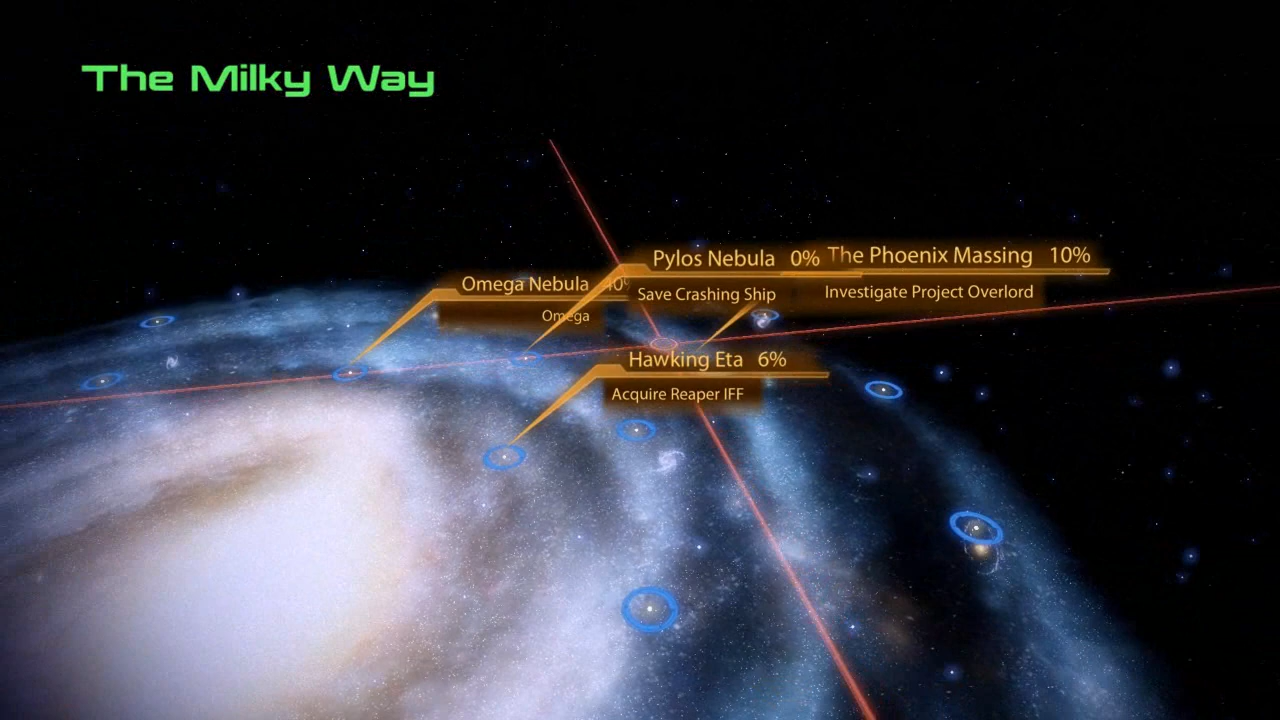 The Milky Way
Pylos Nebula 0%
The Phoenix Massing 10%
Omega Nebula 40%
Save Crashing Ship
Investigate Project Overlord
Omega
Hawking Eta 6%
Acquire Reaper IFF